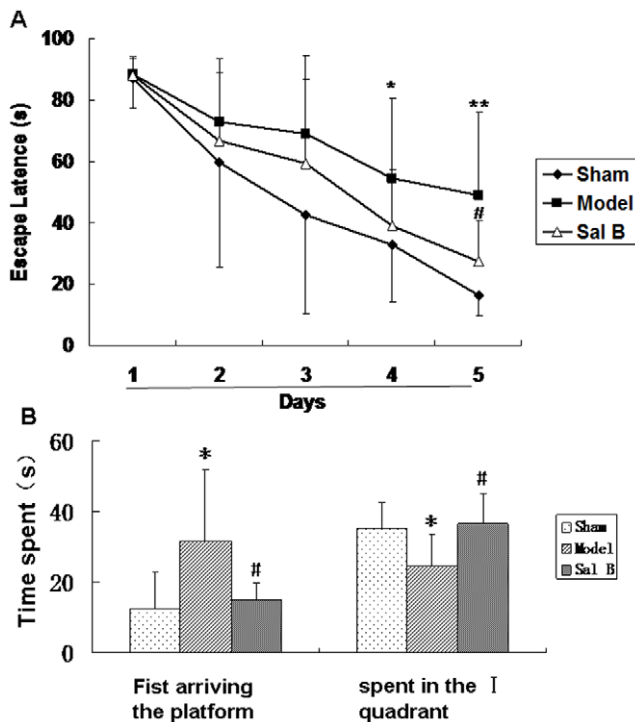 A
100
80
60
40
20
0
Escape Latence (s)
*
**
#
1 2 3 4 5
Days
Sham
Model
Sal B
B
60
40
20
0
Time spent (s)
*
#
*
#
Fist arriving
the platform
spent in the I
quadrant
Sham
Model
Sal B